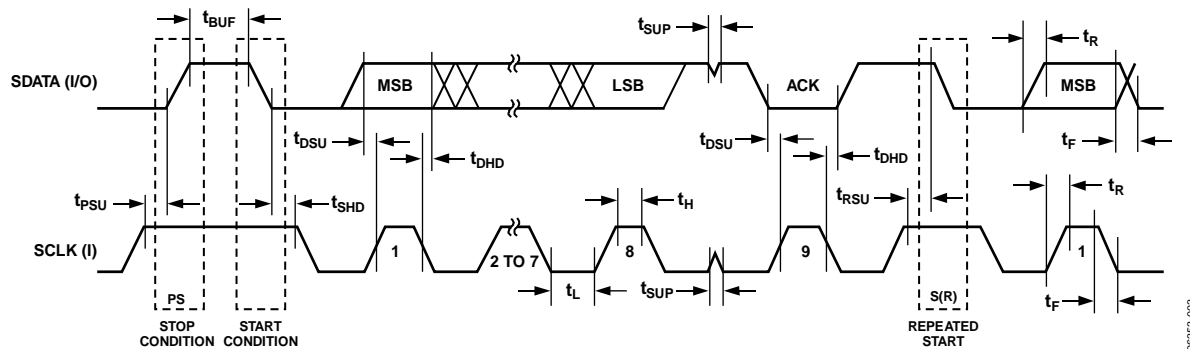 tBUF
tSUP
tR
SDATA (I/O)
MSB
LSB
ACK
MSB
tDSU
tDHD
tDSU
tDHD
tF
tPSU
tSHD
tH
tRSU
tR
SCLK (I)
1
2 TO 7
8
9
1
tL
tSUP
tF
PS
S(R)
STOP
CONDITION
START
CONDITION
REPEATED
START